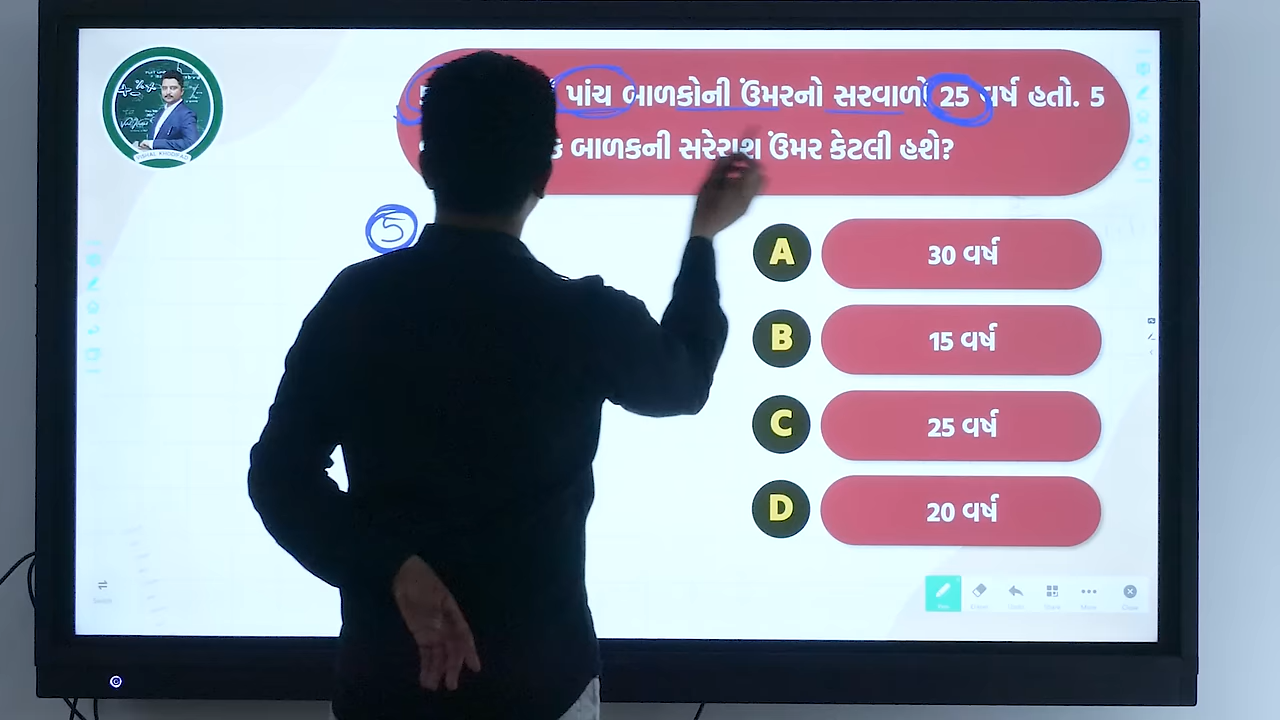 પાંચ બાળકોની ઉંમરનો સરવાળો 25 વર્ષ હતો. 5
બાળકની સરેરાશ ઉંમર કેટલી હશે?
5
A 30 વર્ષ
B 15 વર્ષ
C 25 વર્ષ
D 20 વર્ષ